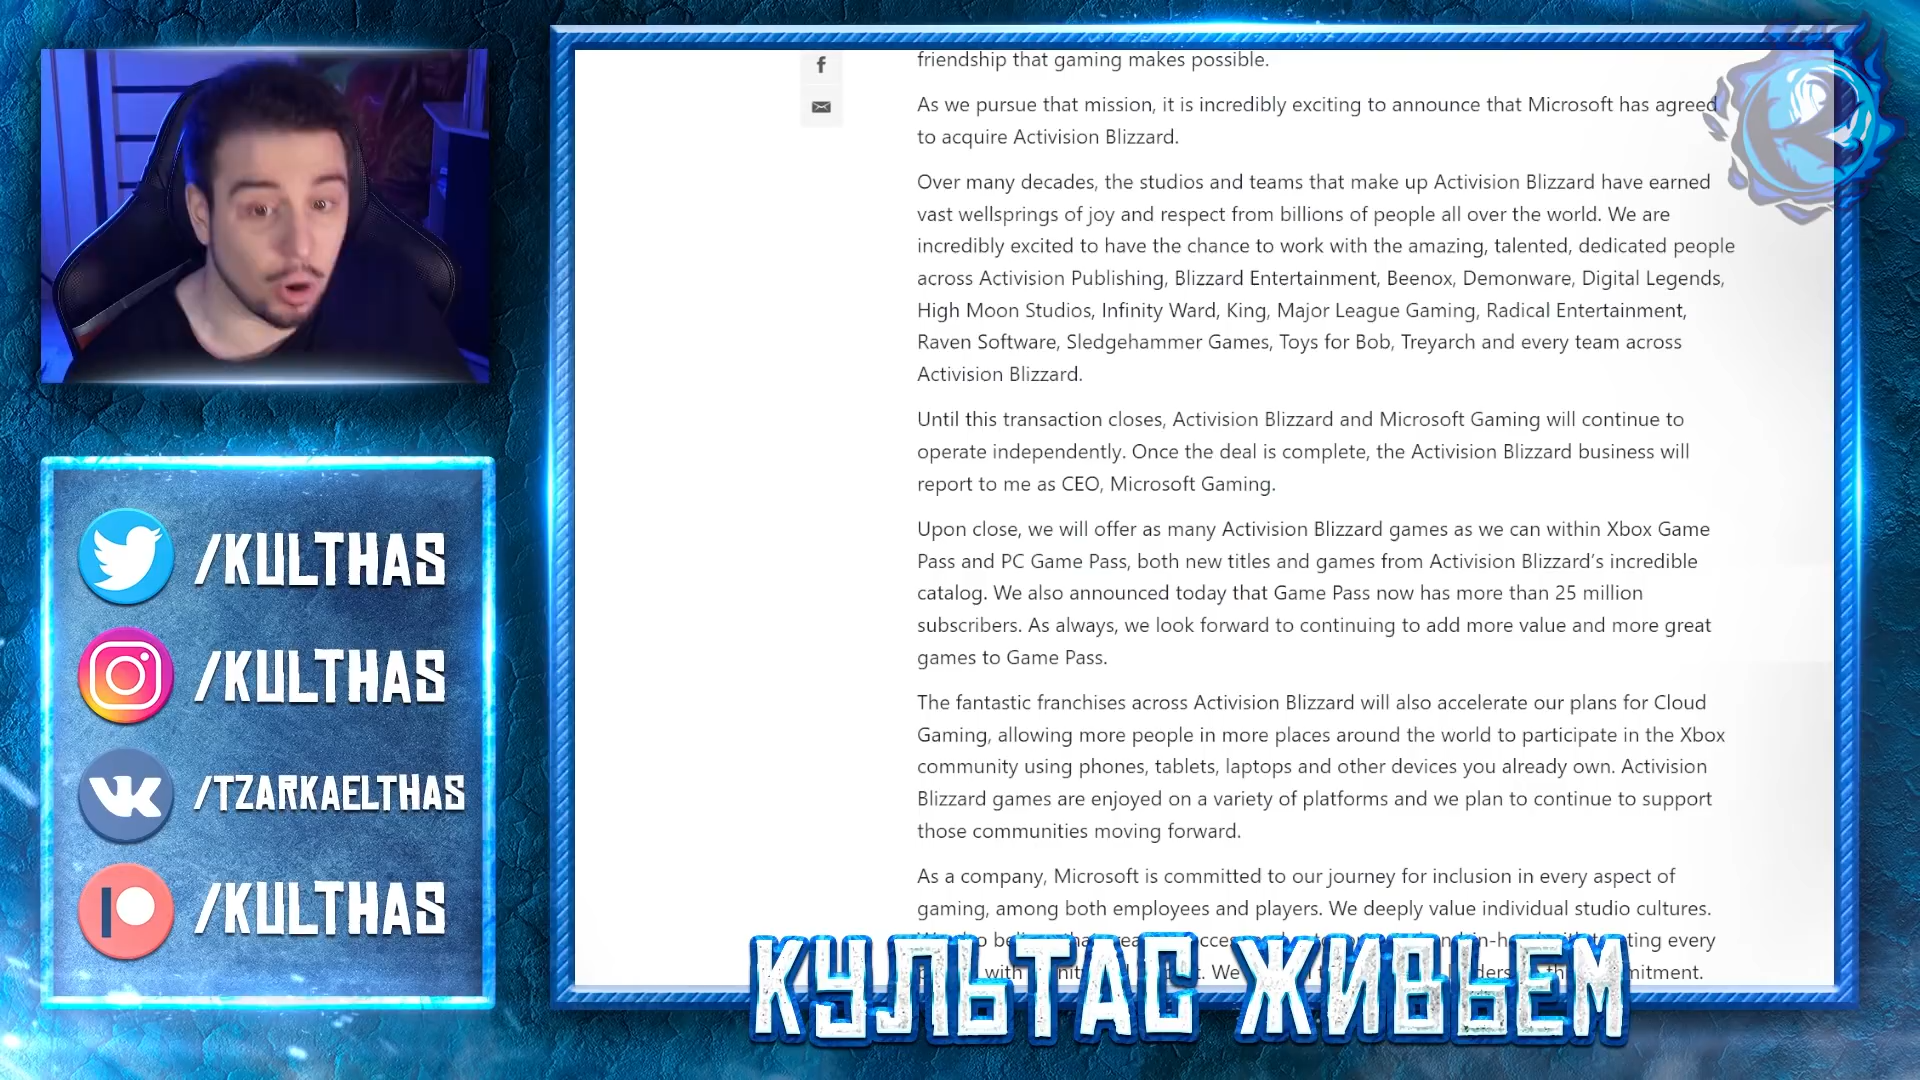 friendship that gaming makes possible.
As we pursue that mission, it is incredibly exciting to announce that Microsoft has agreed
to acquire Activision Blizzard.
Over many decades, the studios and teams that make up Activision Blizzard have earned
vast wellsprings of joy and respect from billions of people all over the world. We are
incredibly excited to have the chance to work with the amazing, talented, dedicated people
across Activision Publishing, Blizzard Entertainment, Beenox, Demonware, Digital Legends,
High Moon Studios, Infinity Ward, King, Major League Gaming, Radical Entertainment,
Raven Software, Sledgehammer Games, Toys for Bob, Treyarch and every team across
Activision Blizzard.
Until this transaction closes, Activision Blizzard and Microsoft Gaming will continue to
operate independently. Once the deal is complete, the Activision Blizzard business will
report to me as CEO, Microsoft Gaming.
Upon close, we will offer as many Activision Blizzard games as we can within Xbox Game
Pass and PC Game Pass, both new titles and games from Activision Blizzard’s incredible
catalog. We also announced today that Game Pass now has more than 25 million
subscribers. As always, we look forward to continuing to add more value and more great
games to Game Pass.
The fantastic franchises across Activision Blizzard will also accelerate our plans for Cloud
Gaming, allowing more people in more places around the world to participate in the Xbox
community using phones, tablets, laptops and other devices you already own. Activision
Blizzard games are enjoyed on a variety of platforms and we plan to continue to support
those communities moving forward.
As a company, Microsoft is committed to our journey for inclusion in every aspect of
gaming, among both employees and players. We deeply value individual studio cultures.
every
with We
/KULTHAS
/KULTHAS
/TZARKAELTHAS
/KULTHAS
КУЛЬТАС ЖИВЬЕМ